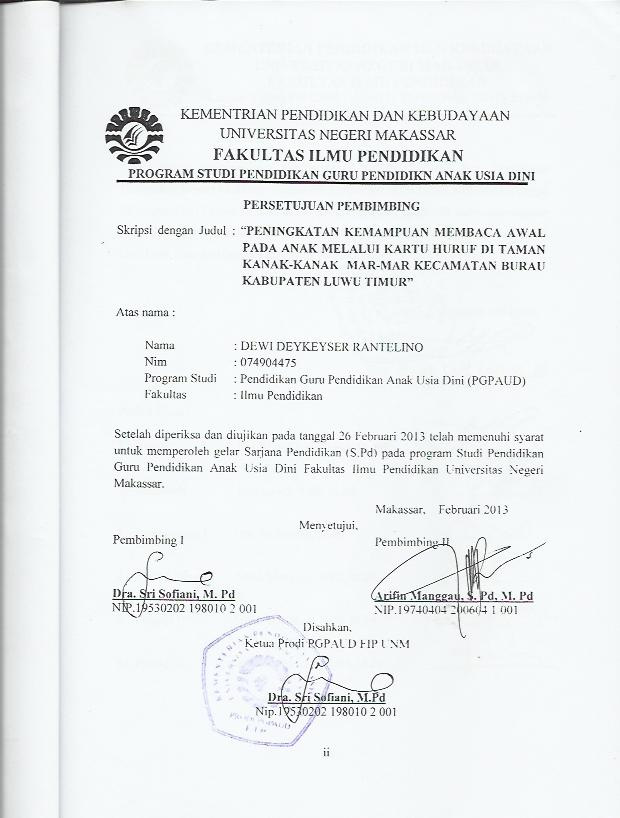 KEMENTRIAN PENDIDIKAN DAN KEBUDAYAAN
UNIVERSITAS NEGERI MAKASSAR
FAKULTAS ILMU PENDIDIKAN
PROGRAM STUDI PENDIDIKAN GURU PENDIDIKN ANAK USIA DINI
PERSETUJUAN PEMBIMBING
Skripsi dengan Judul : “PENINGKATAN KEMAMPUAN MEMBACA AWAL
PADA ANAK MELALUI KARTU HURUF DI TAMAN
KANAK-KANAK MAR-MAR KECAMATAN BURAU
KABUPATEN LUWU TIMUR”
Atas nama :
Nama : DEWI DEYKEYSER RANTELINO
Nim : 074904475
Program Studi : Pendidikan Guru Pendidikan Anak Usia Dini (PGPAUD)
Fakultas : Ilmu Pendidikan
Setelah diperiksa dan diujikan pada tanggal 26 Februari 2013 telah memenuhi syarat
untuk memperoleh gelar Sarjana Pendidikan (S.Pd) pada program Studi Pendidikan
Guru Pendidikan Anak Usia Dini Fakultas Ilmu Pendidikan Universitas Negeri
Makassar.
Makassar, Februari 2013
Menyetujui,
Pembimbing I Pembimbing II
Dra. Sri Sofiani, M. Pd Arifin Manggau, S. Pd, M. Pd
NIP.19530202 198010 2 001 NIP.19740404 200604 1 001
Disahkan,
Ketua Prodi PGPAUD FIP UNM
Dra. Sri Sofiani, M.Pd
Nip.19530202 198010 2 001
ii